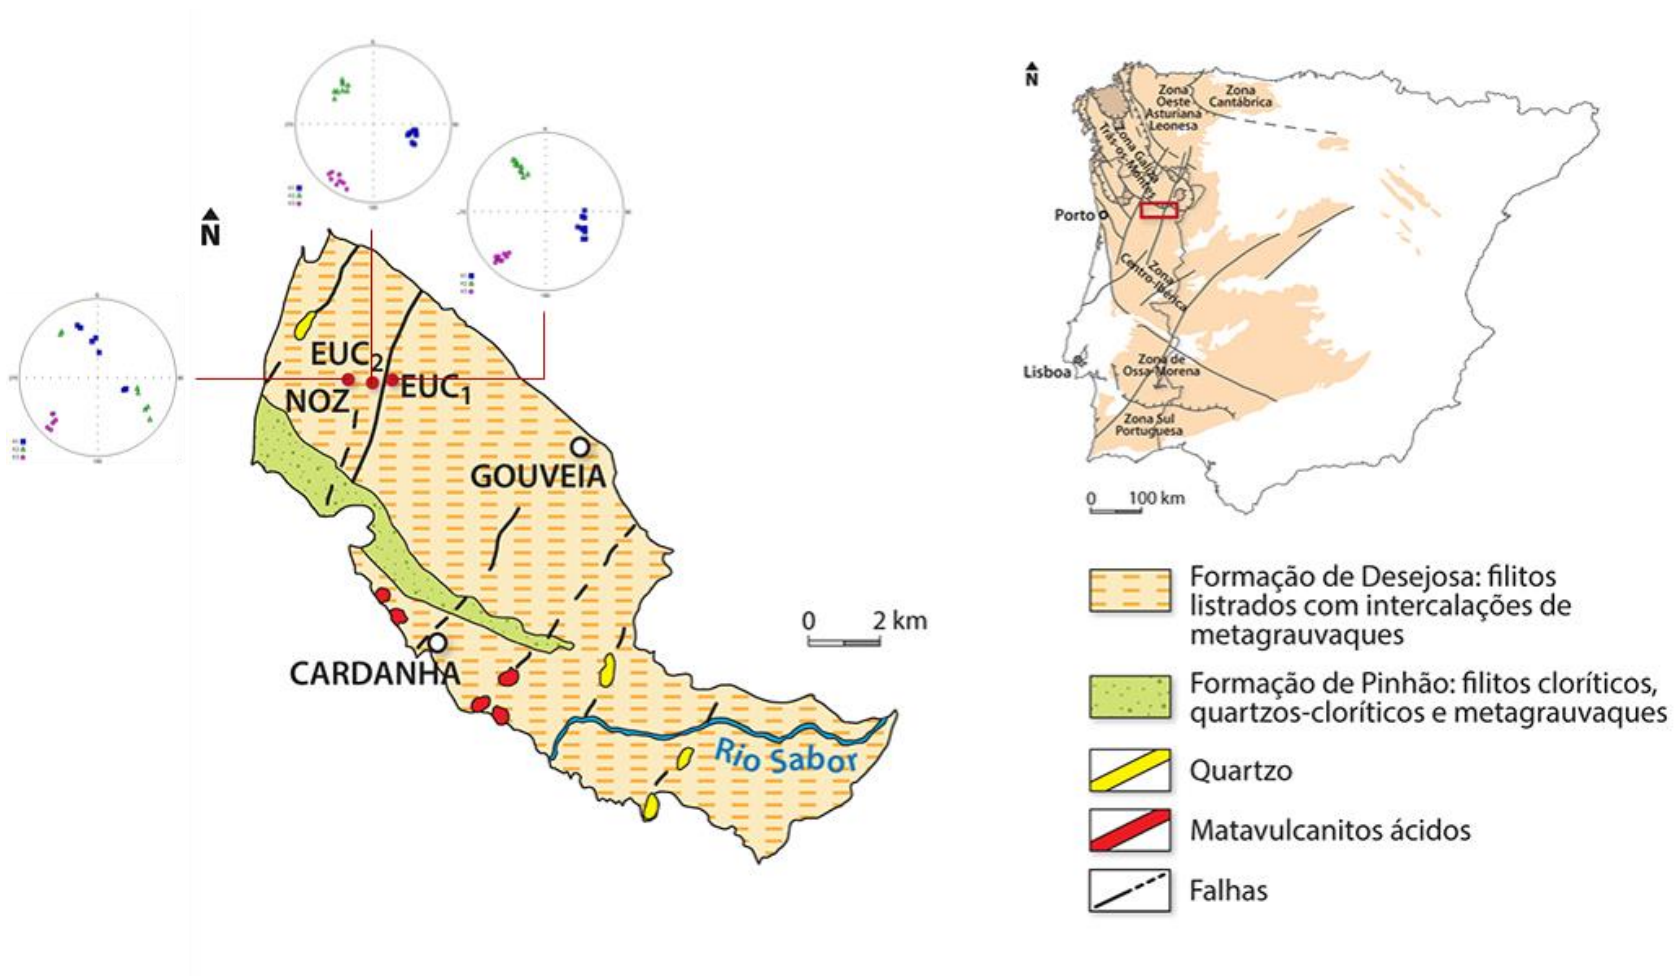 N
EUC2
EUC1
NOZ
GOUVEIA
CARDANHA
Rio Sabor
0 2 km
N
Zona
Oeste
Asturiana
Leonesa
Zona
Cantábrica
Zona Galiza
Trás-os-Montes
Porto
Zona
Centro-Ibérica
Lisboa
Zona de
Ossa-Morena
Zona Sul
Portuguesa
0 100 km
Formação de Desejosa: filitos
listrados com intercalações de
metagrauvaques
Formação de Pinhão: filitos cloríticos,
quartzos-cloríticos e metagrauvaques
Quartzo
Matavulcanitos ácidos
Falhas